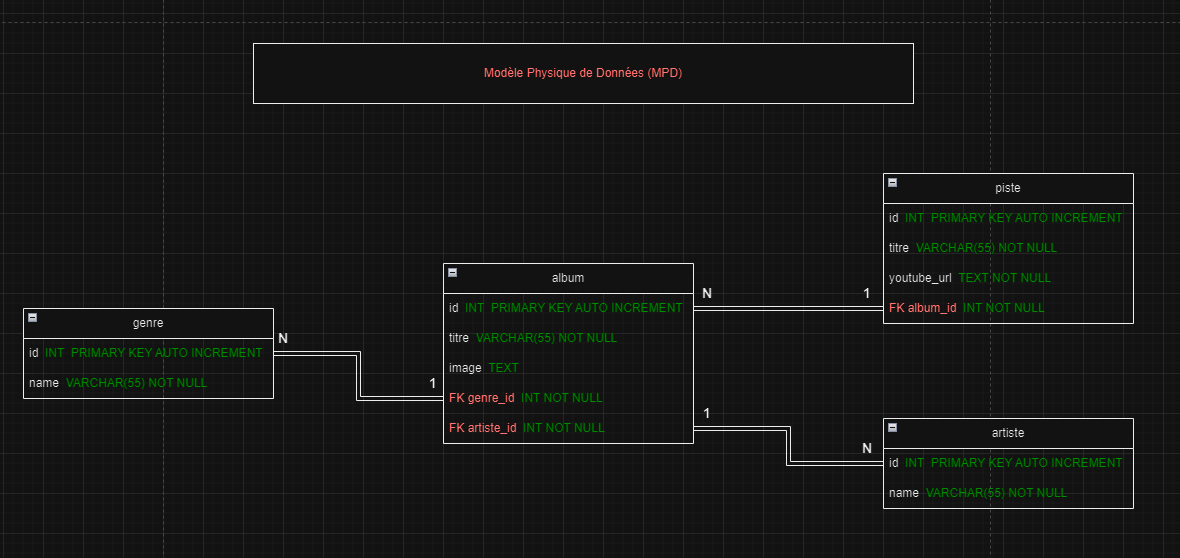 Modèle Physique de Données (MPD)
piste
id INT PRIMARY KEY AUTO INCREMENT
titre VARCHAR(55) NOT NULL
youtube_url TEXT NOT NULL
FK album_id INT NOT NULL
album
id INT PRIMARY KEY AUTO INCREMENT
titre VARCHAR(55) NOT NULL
image TEXT
FK genre_id INT NOT NULL
FK artiste_id INT NOT NULL
N
1
genre
id INT PRIMARY KEY AUTO INCREMENT
name VARCHAR(55) NOT NULL
N
1
1
N
artiste
id INT PRIMARY KEY AUTO INCREMENT
name VARCHAR(55) NOT NULL